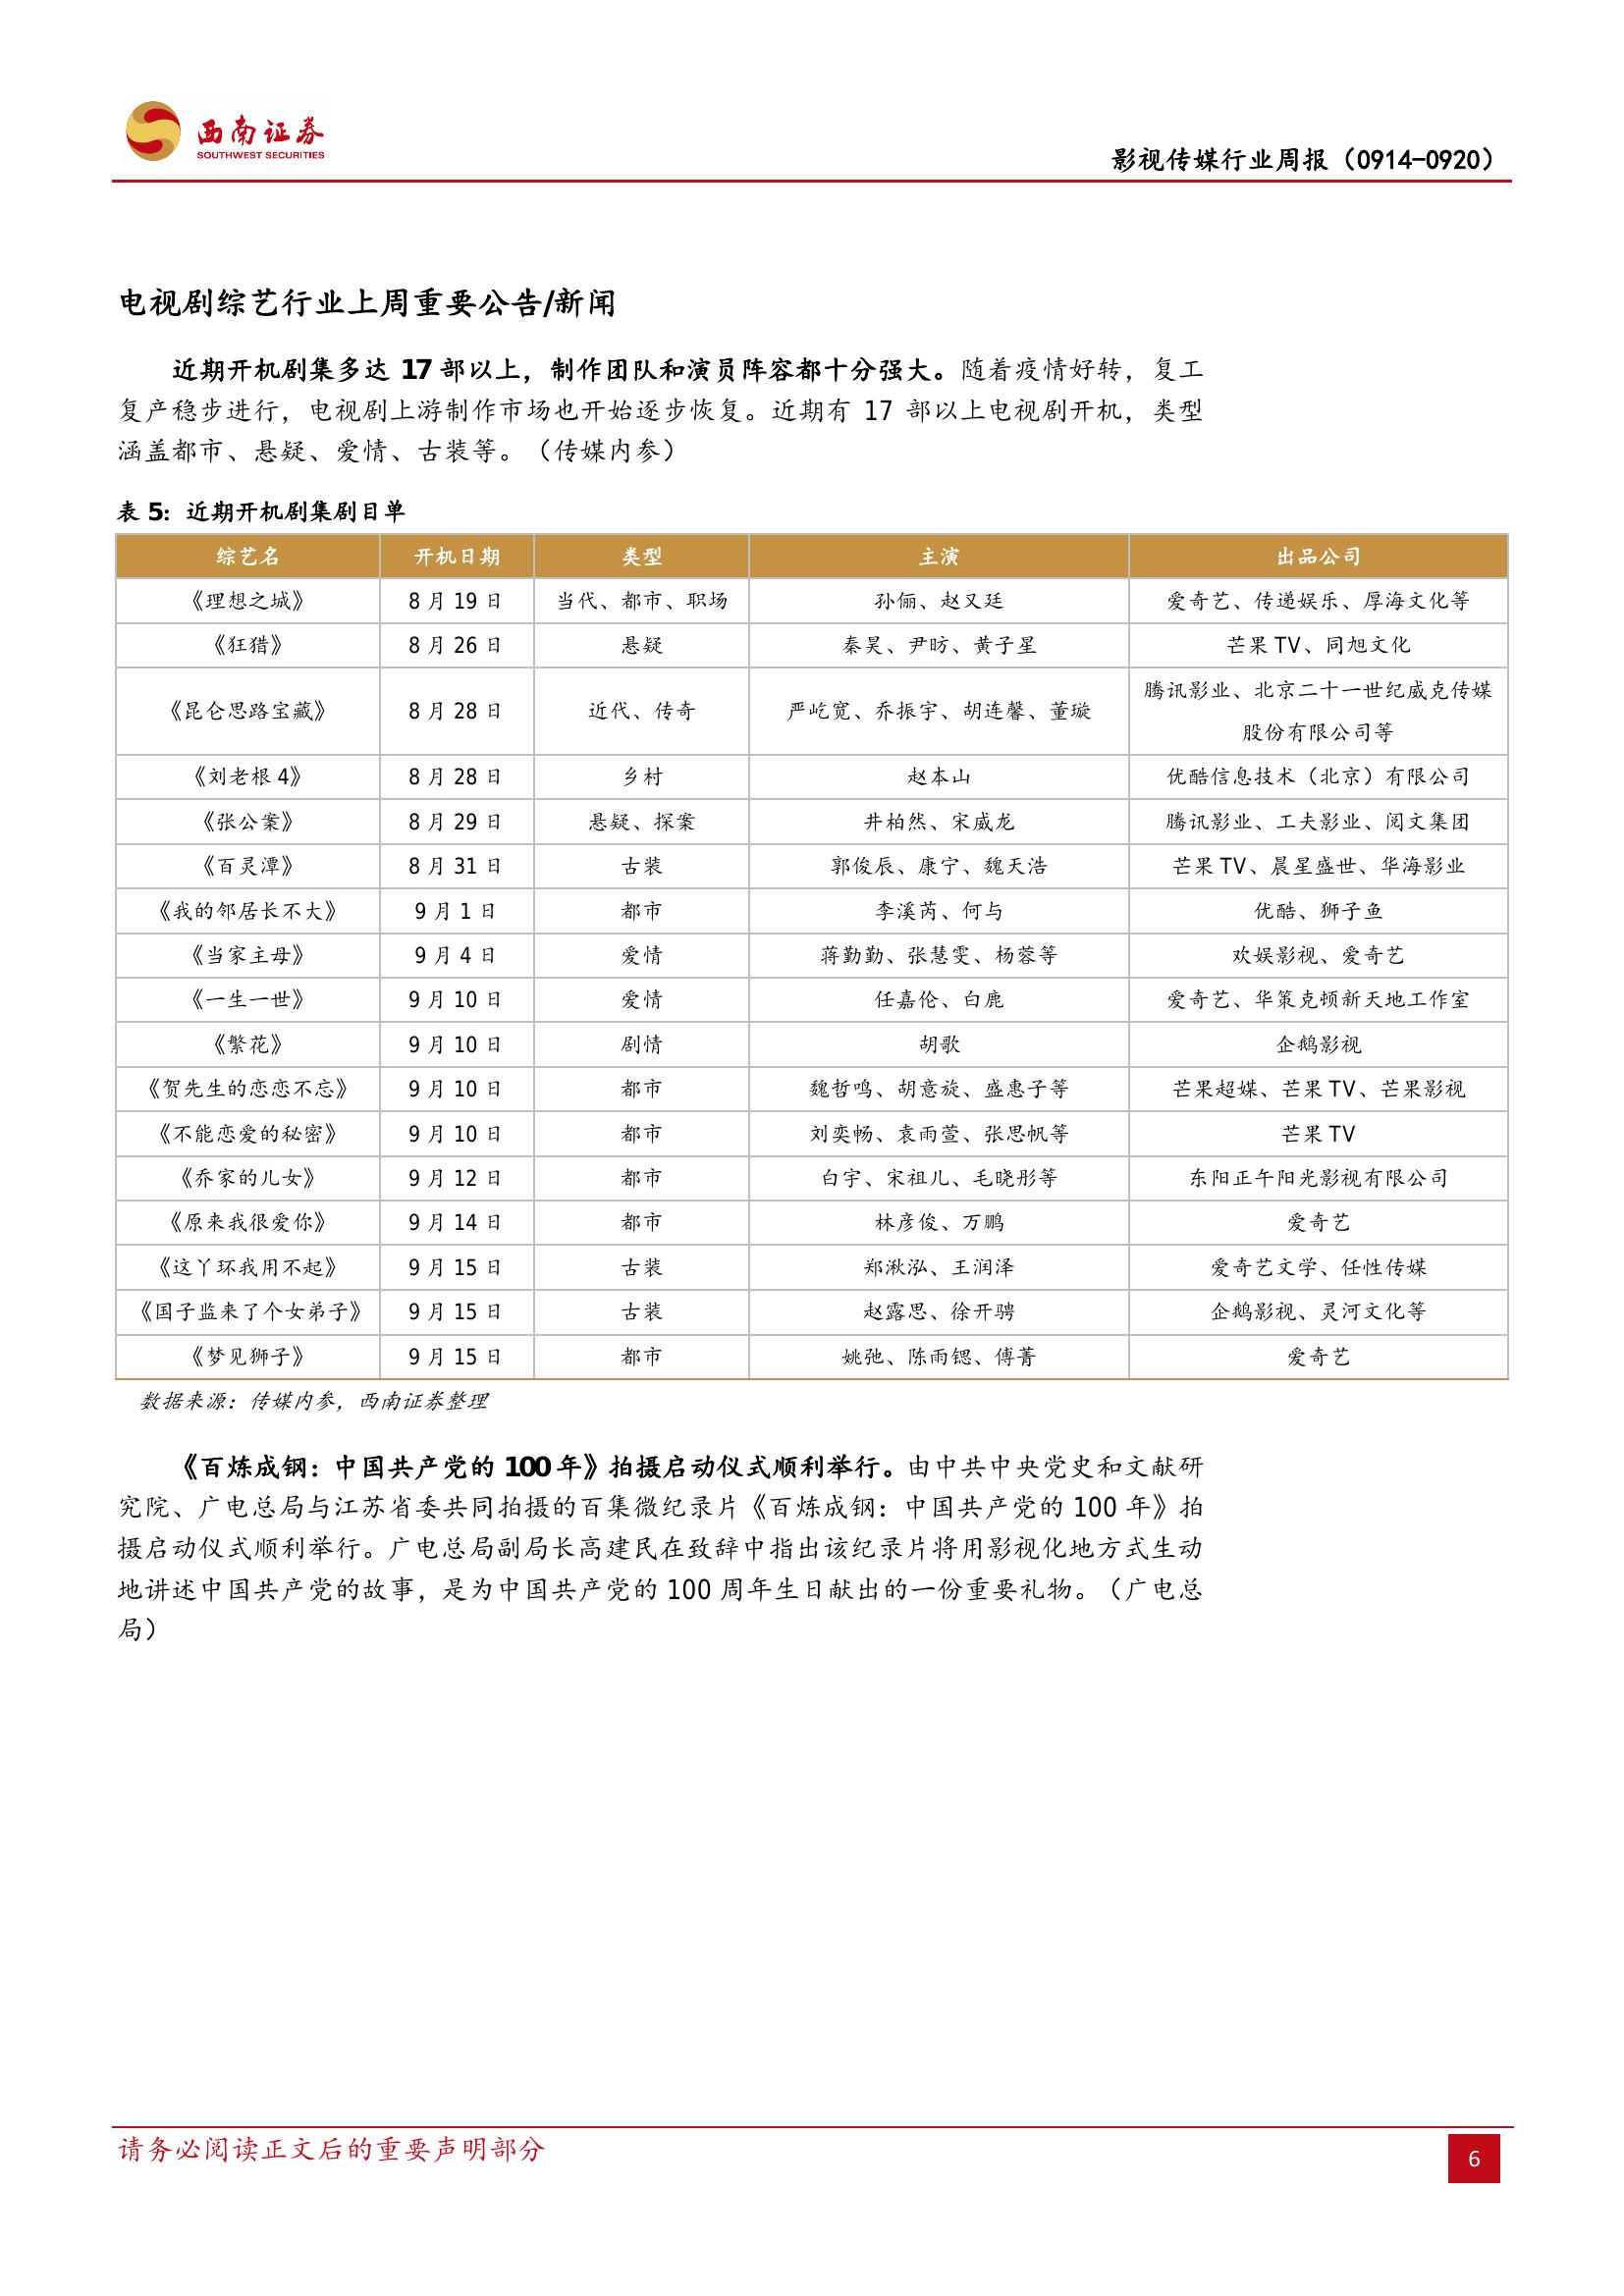 西南证券
SOUTHWEST SECURITIES
影视传媒行业周报（0914-0920）
电视剧综艺行业上周重要公告/新闻
近期开机剧集多达 17 部以上，制作团队和演员阵容都十分强大。随着疫情好转，复工
复产稳步进行，电视剧上游制作市场也开始逐步恢复。近期有 17 部以上电视剧开机，类型
涵盖都市、悬疑、爱情、古装等。（传媒内参）
表 5：近期开机剧集剧目单
综艺名 开机日期 类型 主演 出品公司
《理想之城》 8 月 19 日 当代、都市、职场 孙俪、赵又廷 爱奇艺、传递娱乐、厚海文化等
《狂猎》 8 月 26 日 悬疑 秦昊、尹昉、黄子星 芒果 TV、同旭文化
《昆仑思路宝藏》 8 月 28 日 近代、传奇 严屹宽、乔振宇、胡连馨、董璇 腾讯影业、北京二十一世纪威克传媒
股份有限公司等
《刘老根 4》 8 月 28 日 乡村 赵本山 优酷信息技术（北京）有限公司
《张公案》 8 月 29 日 悬疑、探案 井柏然、宋威龙 腾讯影业、工夫影业、阅文集团
《百灵潭》 8 月 31 日 古装 郭俊辰、康宁、魏天浩 芒果 TV、晨星盛世、华海影业
《我的邻居长不大》 9 月 1 日 都市 李溪芮、何与 优酷、狮子鱼
《当家主母》 9 月 4 日 爱情 蒋勤勤、张慧雯、杨蓉等 欢娱影视、爱奇艺
《一生一世》 9 月 10 日 爱情 任嘉伦、白鹿 爱奇艺、华策克顿新天地工作室
《繁花》 9 月 10 日 剧情 胡歌 企鹅影视
《贺先生的恋恋不忘》 9 月 10 日 都市 魏哲鸣、胡意旋、盛惠子等 芒果超媒、芒果 TV、芒果影视
《不能恋爱的秘密》 9 月 10 日 都市 刘奕畅、袁雨萱、张思帆等 芒果 TV
《乔家的儿女》 9 月 12 日 都市 白宇、宋祖儿、毛晓彤等 东阳正午阳光影视有限公司
《原来我很爱你》 9 月 14 日 都市 林彦俊、万鹏 爱奇艺
《这丫环我用不起》 9 月 15 日 古装 郑湫泓、王润泽 爱奇艺文学、任性传媒
《国子监来了个女弟子》 9 月 15 日 古装 赵露思、徐开骋 企鹅影视、灵河文化等
《梦见狮子》 9 月 15 日 都市 姚弛、陈雨锶、傅菁 爱奇艺
数据来源：传媒内参，西南证券整理
《百炼成钢：中国共产党的 100 年》拍摄启动仪式顺利举行。由中共中央党史和文献研
究院、广电总局与江苏省委共同拍摄的百集微纪录片《百炼成钢：中国共产党的 100 年》拍
摄启动仪式顺利举行。广电总局副局长高建民在致辞中指出该纪录片将用影视化地方式生动
地讲述中国共产党的故事，是为中国共产党的 100 周年生日献出的一份重要礼物。（广电总
局）
请务必阅读正文后的重要声明部分
6